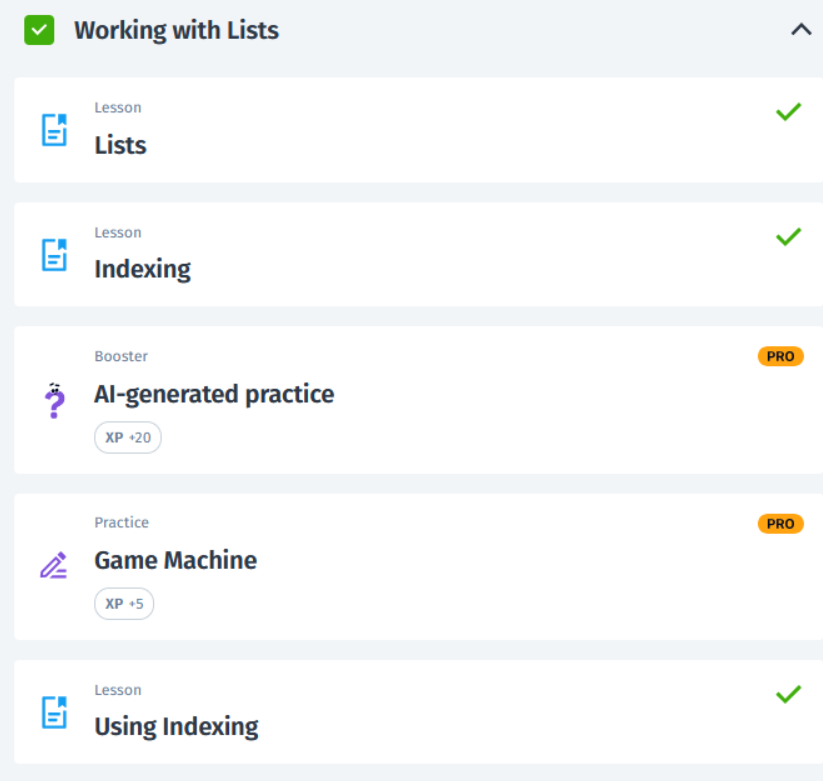 Working with Lists
Lesson
Lists
Lesson
Indexing
Booster
PRO
AI-generated practice
XP +20
Practice
PRO
Game Machine
XP +5
Lesson
Using Indexing